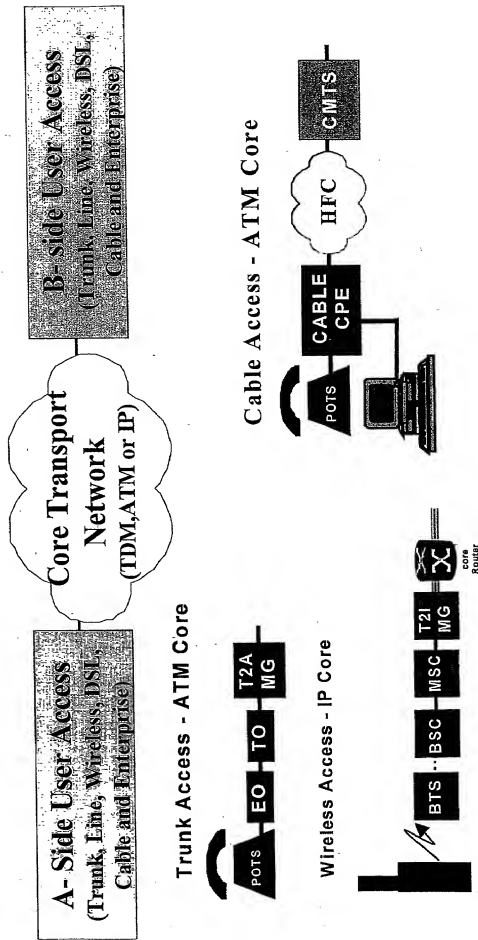 A- Side User Access
(Trunk, Line, Wireless, DSL,
Cable and Enterprise)
Core Transport
Network
(TDM,ATM or IP)
B- side User Access
(Trunk, Line, Wireless, DSL,
Cable and Enterprise)
Trunk Access - ATM Core
POTS
EO
TO
T2A
MG
Cable Access - ATM Core
POTS
CABLE
CPE
HFC
CMTS
Wireless Access - IP Core
BTS
BSC
MSC
T2I
MG
core
Router